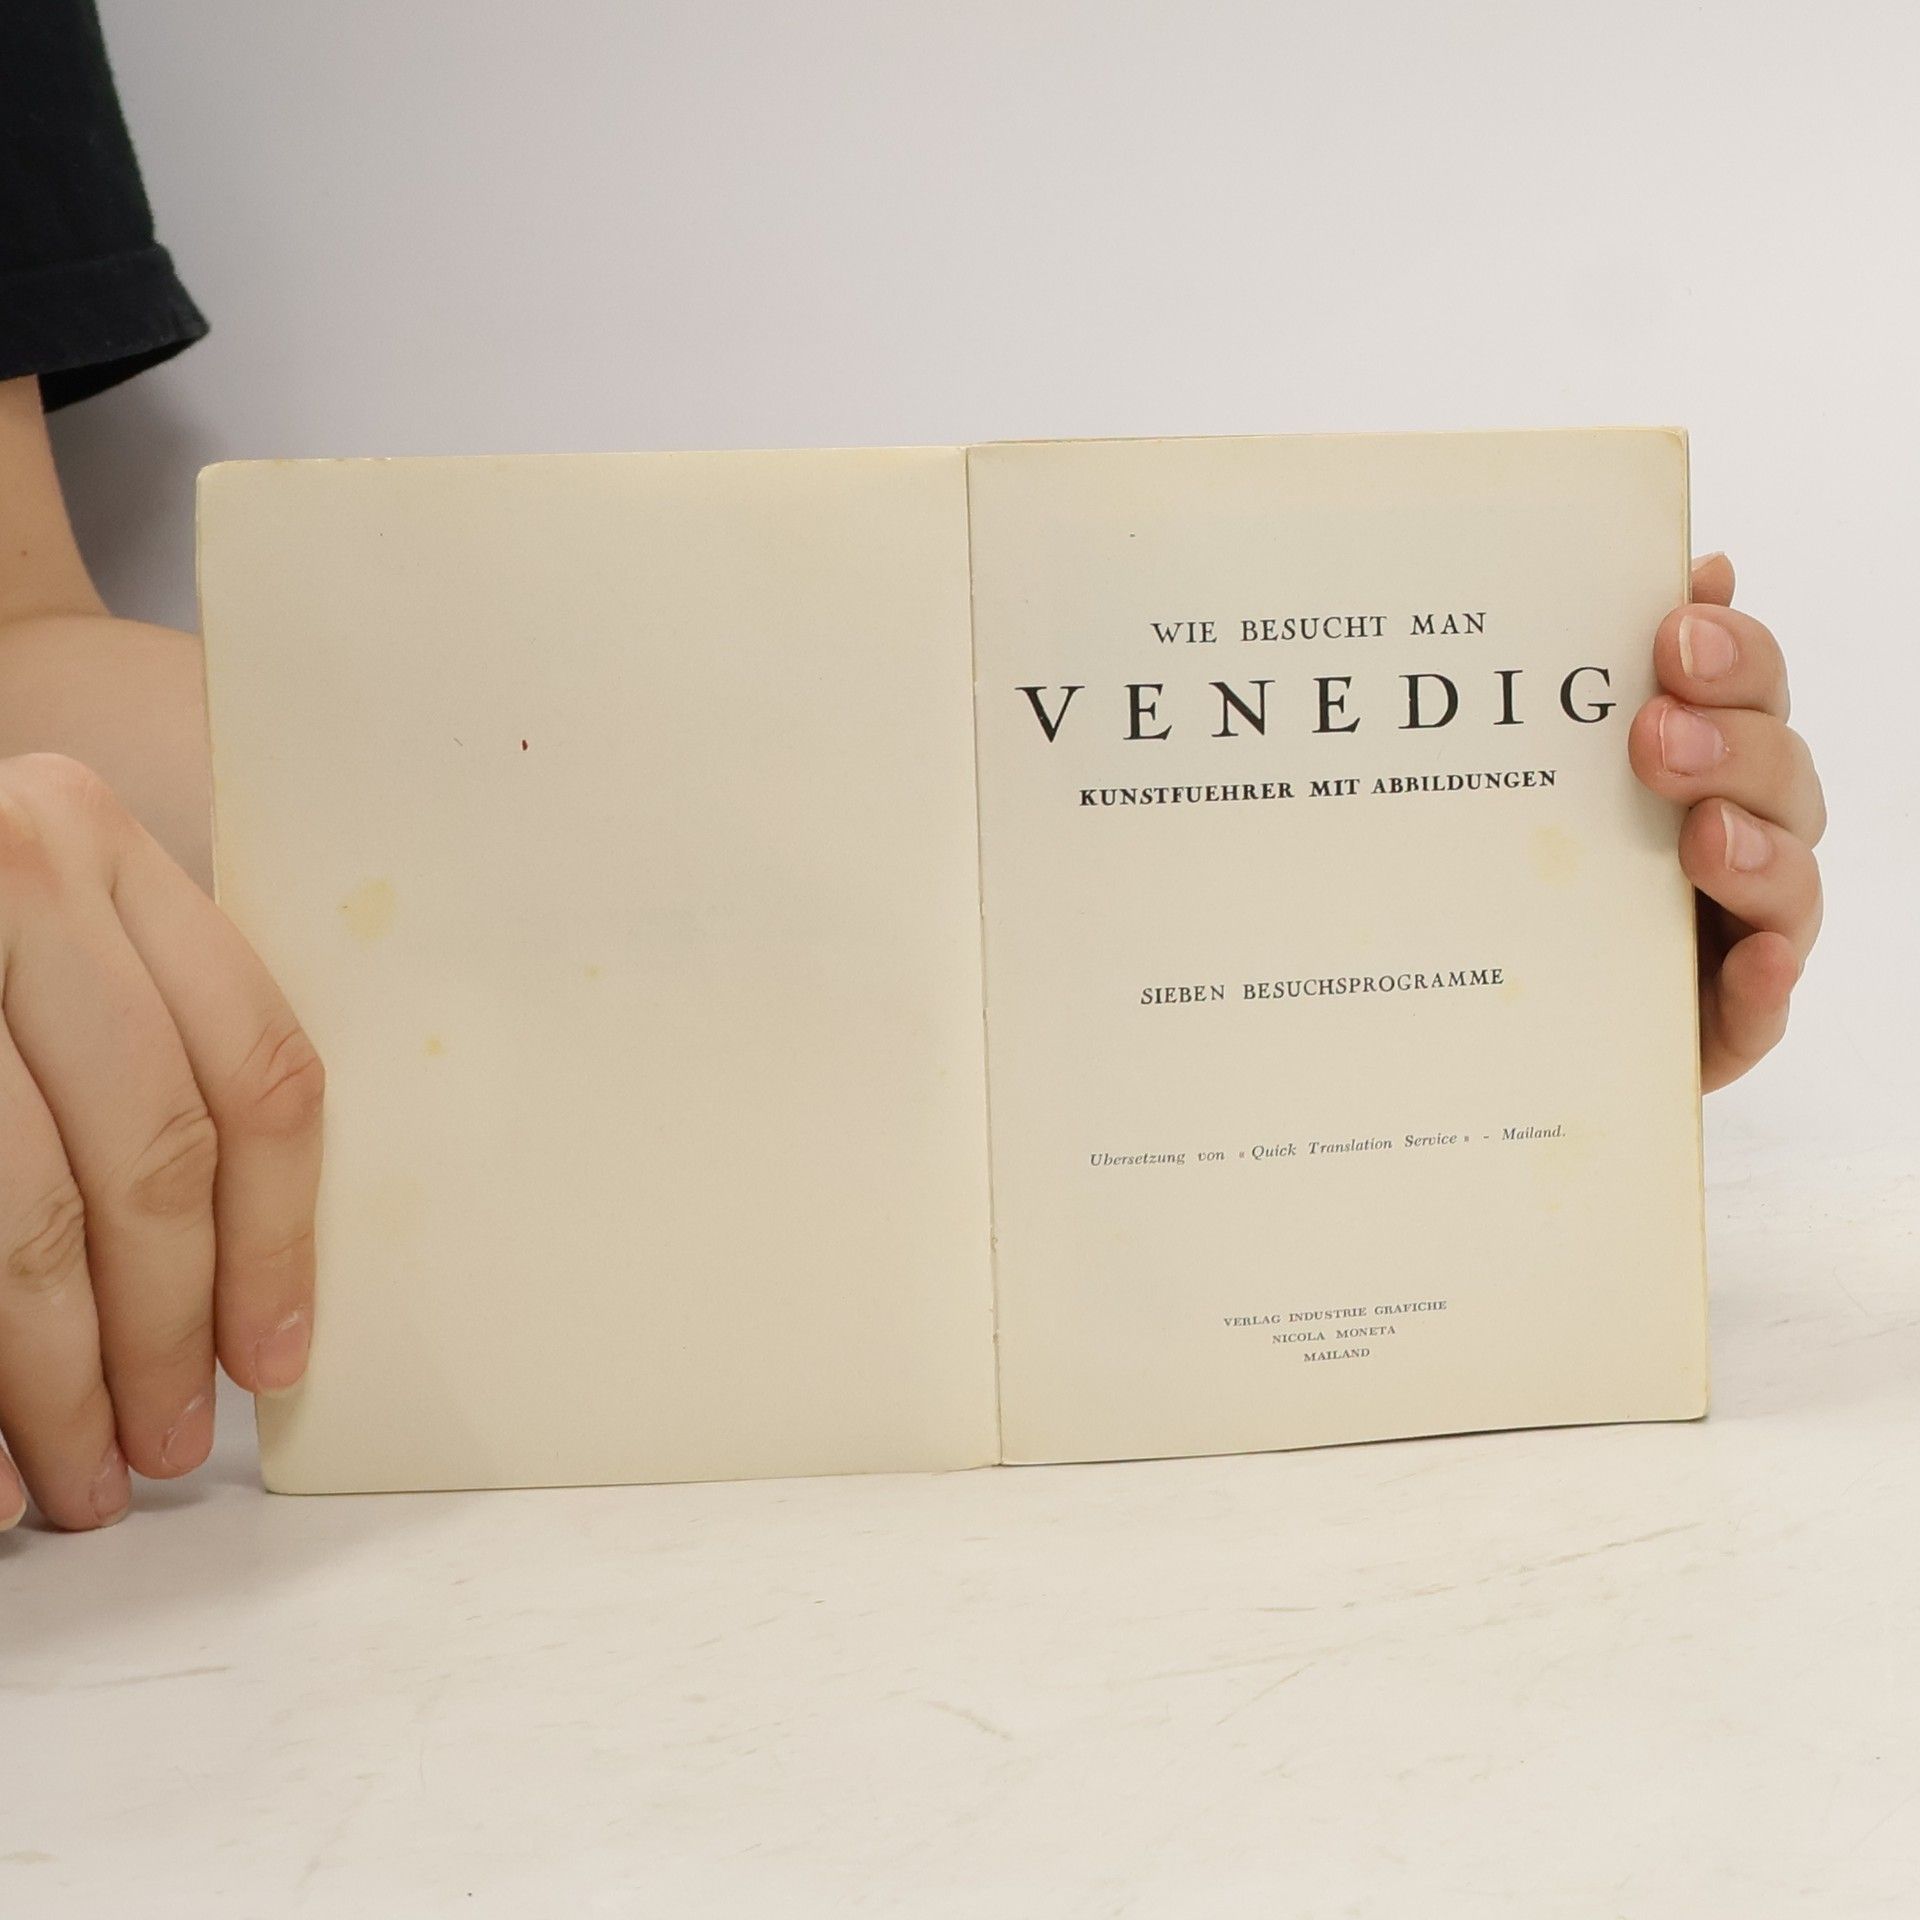 WIE BESUCHT MAN
VENEDIG
KUNSTFUEHRER MIT ABBILDUNGEN
SIEBEN BESUCHSPROGRAMME
Ubersetzung von « Quick Translation Service » - Mailand.
VERLAG INDUSTRIE GRAFICHE
NICOLA MONETA
MAILAND